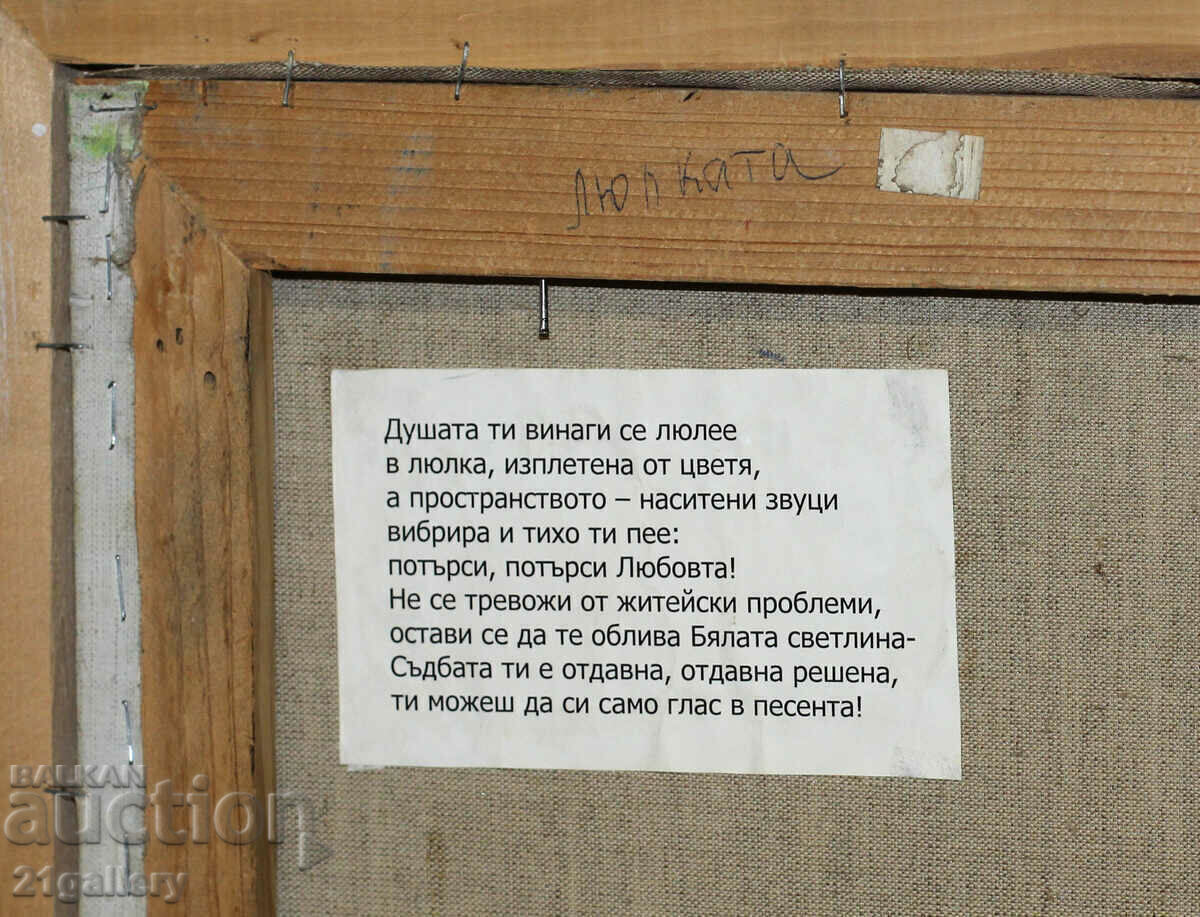 люлката
Душата ти винаги се люлее
в люлка, изплетена от цветя,
а пространството – наситени звуци
вибрира и тихо ти пее:
потърси, потърси Любовта!
Не се тревожи от житейски проблеми,
остави се да те облива Бялата светлина-
Съдбата ти е отдавна, отдавна решена,
ти можеш да си само глас в песента!
BALKAN
auction
21gallery